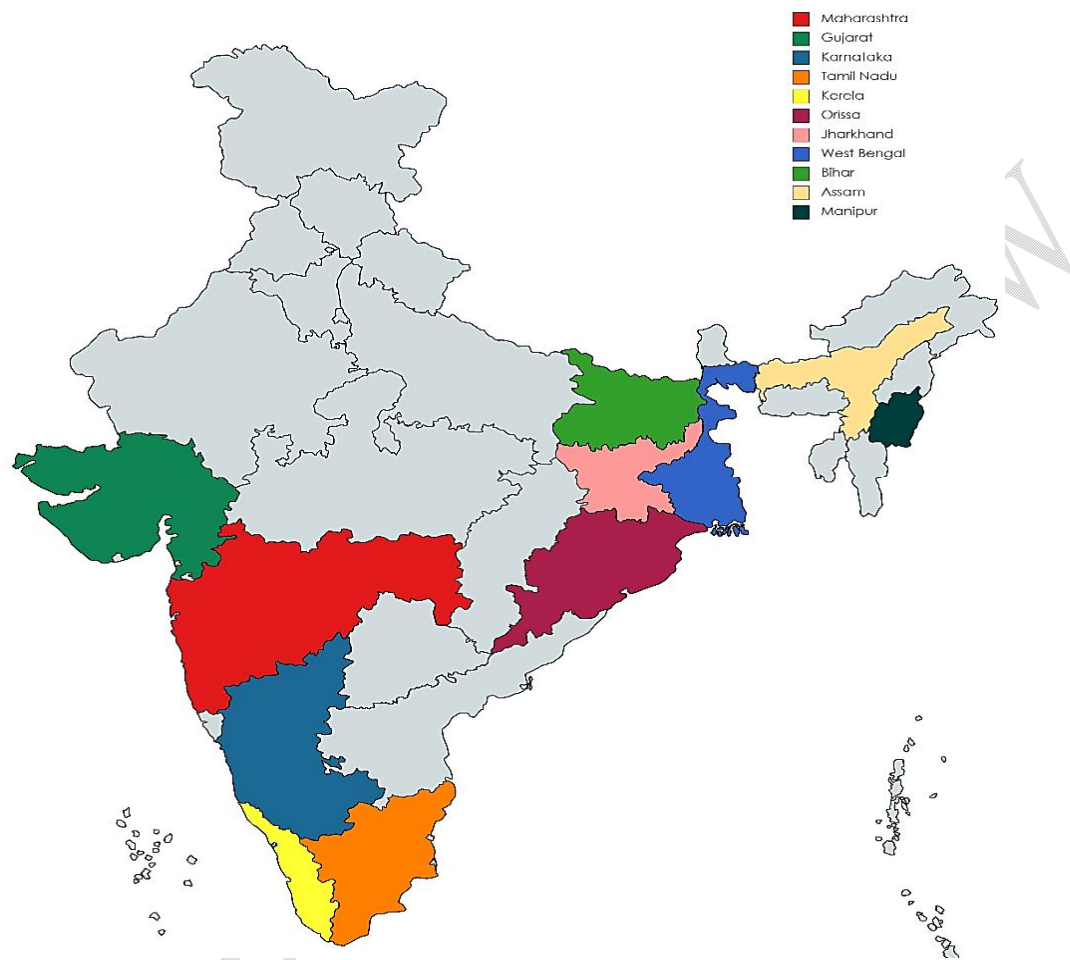 Maharashtra
Gujarat
Karnataka
Tamil Nadu
Kerela
Orissa
Jharkhand
West Bengal
Bihar
Assam
Manipur
W